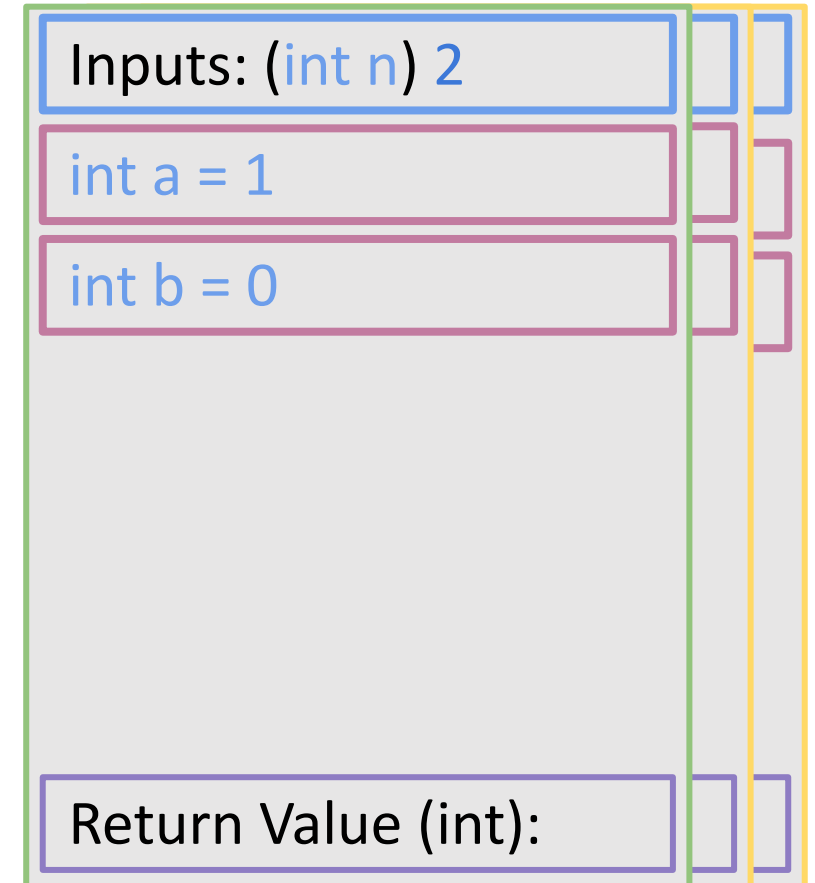 Inputs: (int n) 2
int a = 1
int b = 0
Return Value (int):